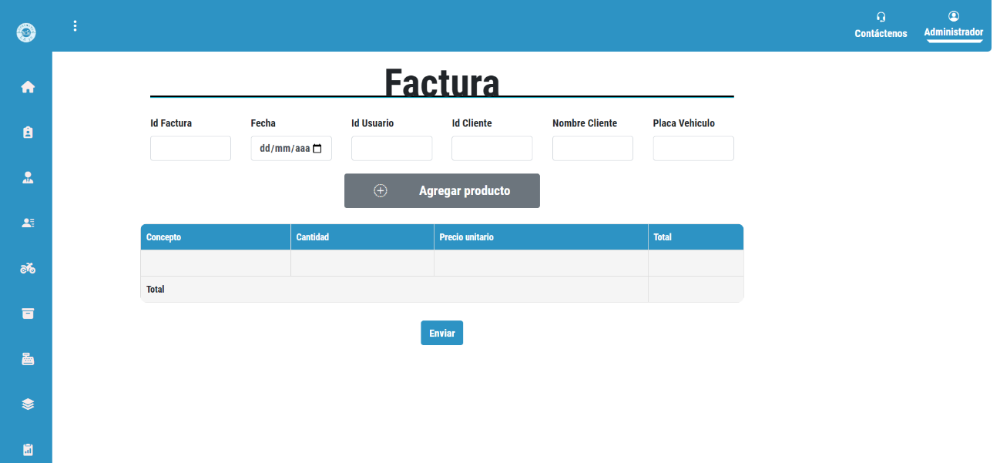 Contáctenos
Administrador
Factura
Id Factura Fecha Id Usuario Id Cliente Nombre Cliente Placa Vehiculo
dd/mm/aaa
Agregar producto
Concepto Cantidad Precio unitario Total
Total
Enviar